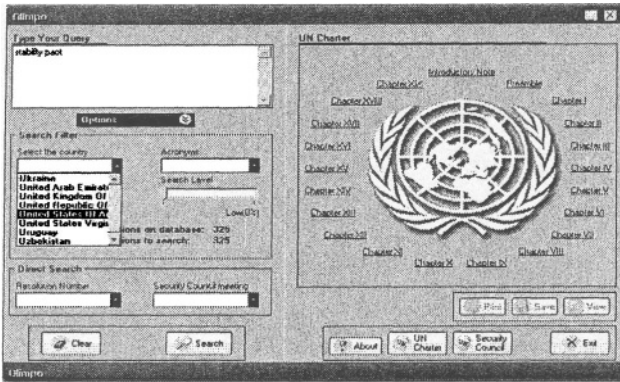 Olimpo
Type Your Query
stability pact
Options
Search Filter
Select the country
Acronyms
Ukraine
United Arab Emirate
United Kingdom Of
United Republic Of
United States Of A
United States Virgin
Uruguay
Uzbekistan
Search Level
Low(0%)
ions on database: 325
ions to search: 325
Direct Search
Resolution Number
Security Council meeting
Clear
Search
UN Charter
Introductory Note
Preamble
Chapter I
Chapter II
Chapter III
Chapter IV
Chapter V
Chapter VI
Chapter VII
Chapter VIII
Chapter IX
Chapter X
Chapter XI
Chapter XII
Chapter XIII
Chapter XIV
Chapter XV
Chapter XVI
Chapter XVII
Chapter XVIII
Chapter XIX
Print
Save
View
About
UN Charter
Security Council
Exit
Olimpo